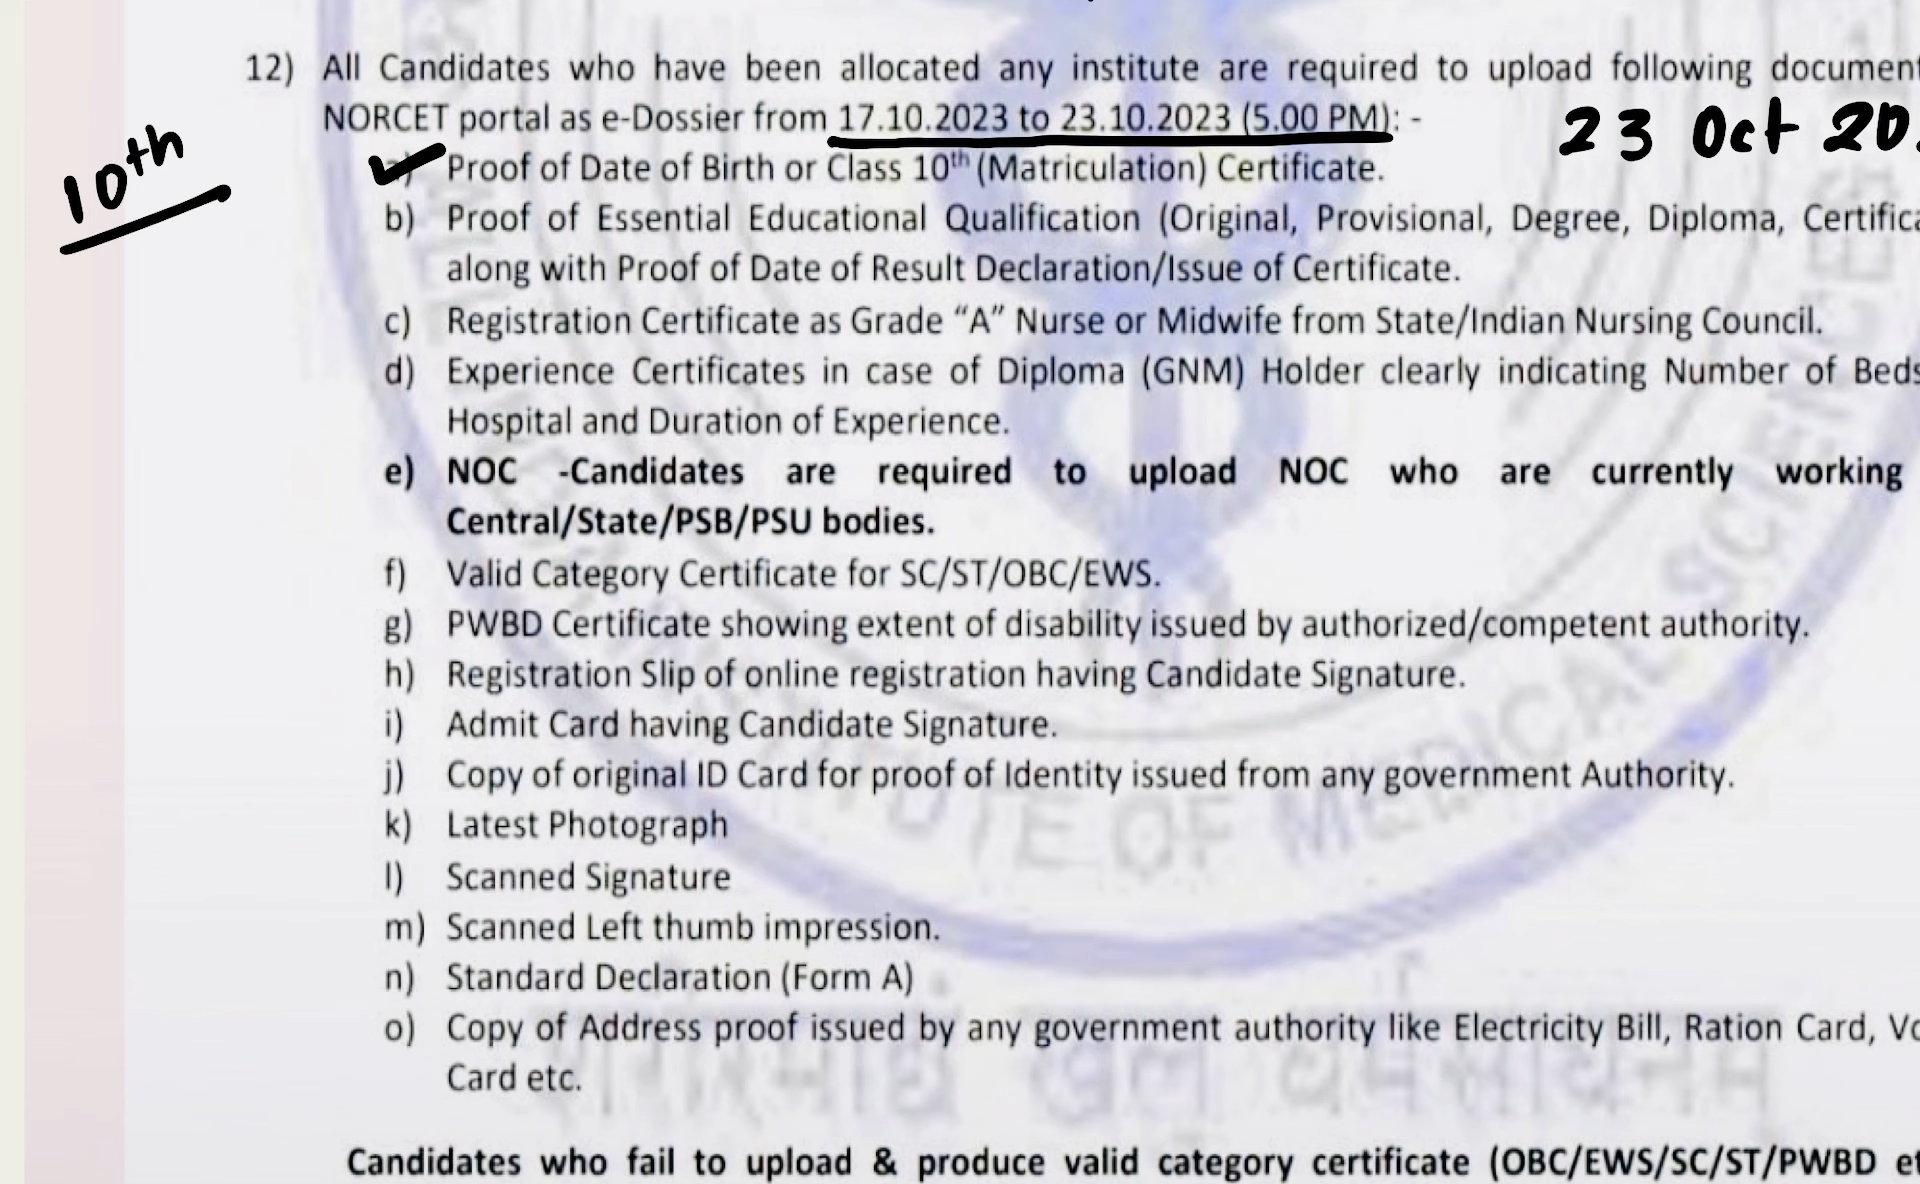 12) All Candidates who have been allocated any institute are required to upload following document
NORCET portal as e-Dossier from 17.10.2023 to 23.10.2023 (5.00 PM): -
23 Oct 20
10th
Proof of Date of Birth or Class 10th (Matriculation) Certificate.
b) Proof of Essential Educational Qualification (Original, Provisional, Degree, Diploma, Certifica
along with Proof of Date of Result Declaration/Issue of Certificate.
c) Registration Certificate as Grade “A” Nurse or Midwife from State/Indian Nursing Council.
d) Experience Certificates in case of Diploma (GNM) Holder clearly indicating Number of Beds
Hospital and Duration of Experience.
e) NOC -Candidates are required to upload NOC who are currently working
Central/State/PSB/PSU bodies.
f) Valid Category Certificate for SC/ST/OBC/EWS.
g) PWBD Certificate showing extent of disability issued by authorized/competent authority.
h) Registration Slip of online registration having Candidate Signature.
i) Admit Card having Candidate Signature.
j) Copy of original ID Card for proof of Identity issued from any government Authority.
k) Latest Photograph
l) Scanned Signature
m) Scanned Left thumb impression.
n) Standard Declaration (Form A)
o) Copy of Address proof issued by any government authority like Electricity Bill, Ration Card, Vo
Card etc.
Candidates who fail to upload & produce valid category certificate (OBC/EWS/SC/ST/PWBD et
INSTITUTE OF MEDICAL SCIENCES